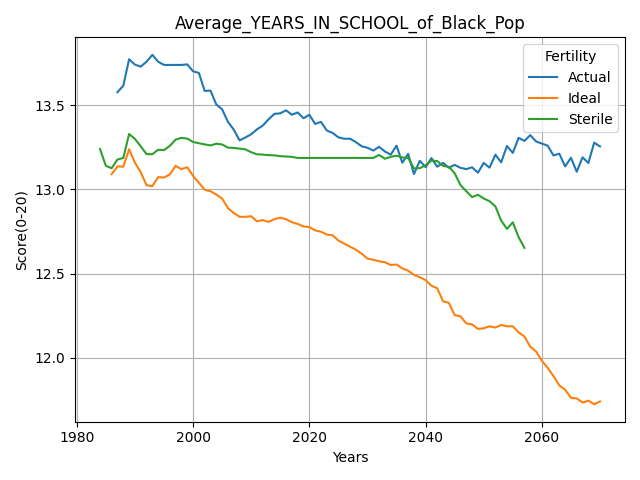 Average_YEARS_IN_SCHOOL_of_Black_Pop
Fertility
Actual
Ideal
Sterile
Score(0-20)
13.5
13.0
12.5
12.0
1980
2000
2020
2040
2060
Years